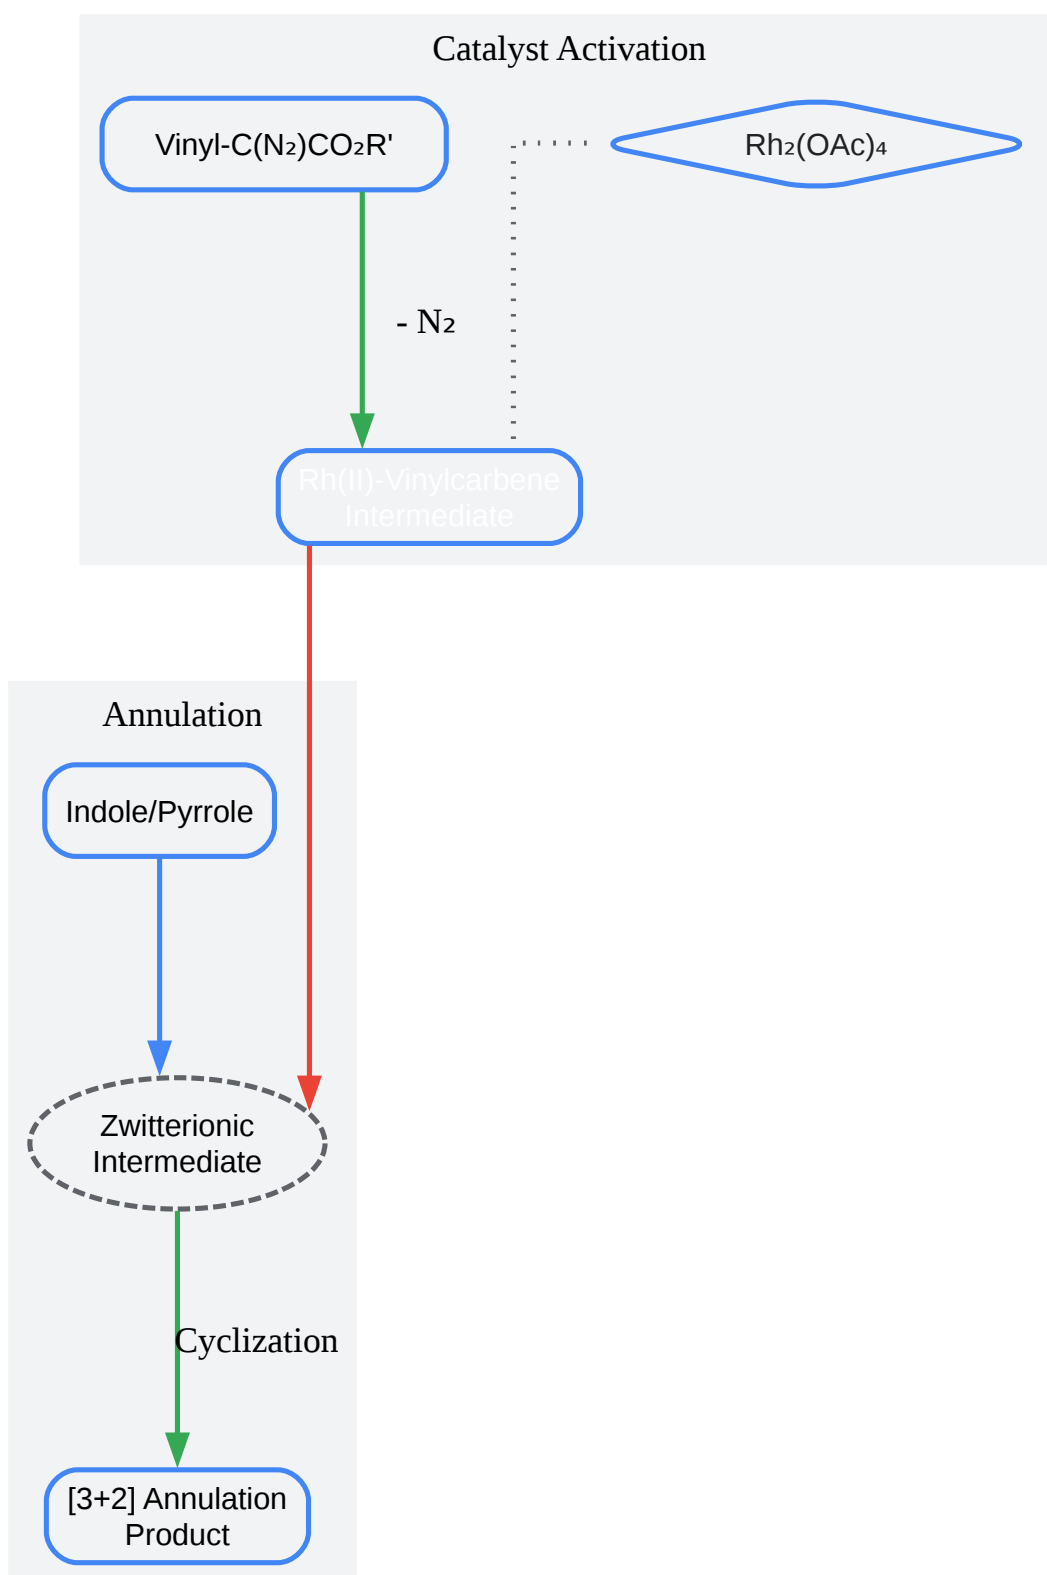 Catalyst Activation
Vinyl-C(N₂)CO₂R'
Rh₂(OAc)₄
- N₂
Rh(II)-Vinylcarbene
Intermediate
Annulation
Indole/Pyrrole
Zwitterionic
Intermediate
Cyclization
[3+2] Annulation
Product